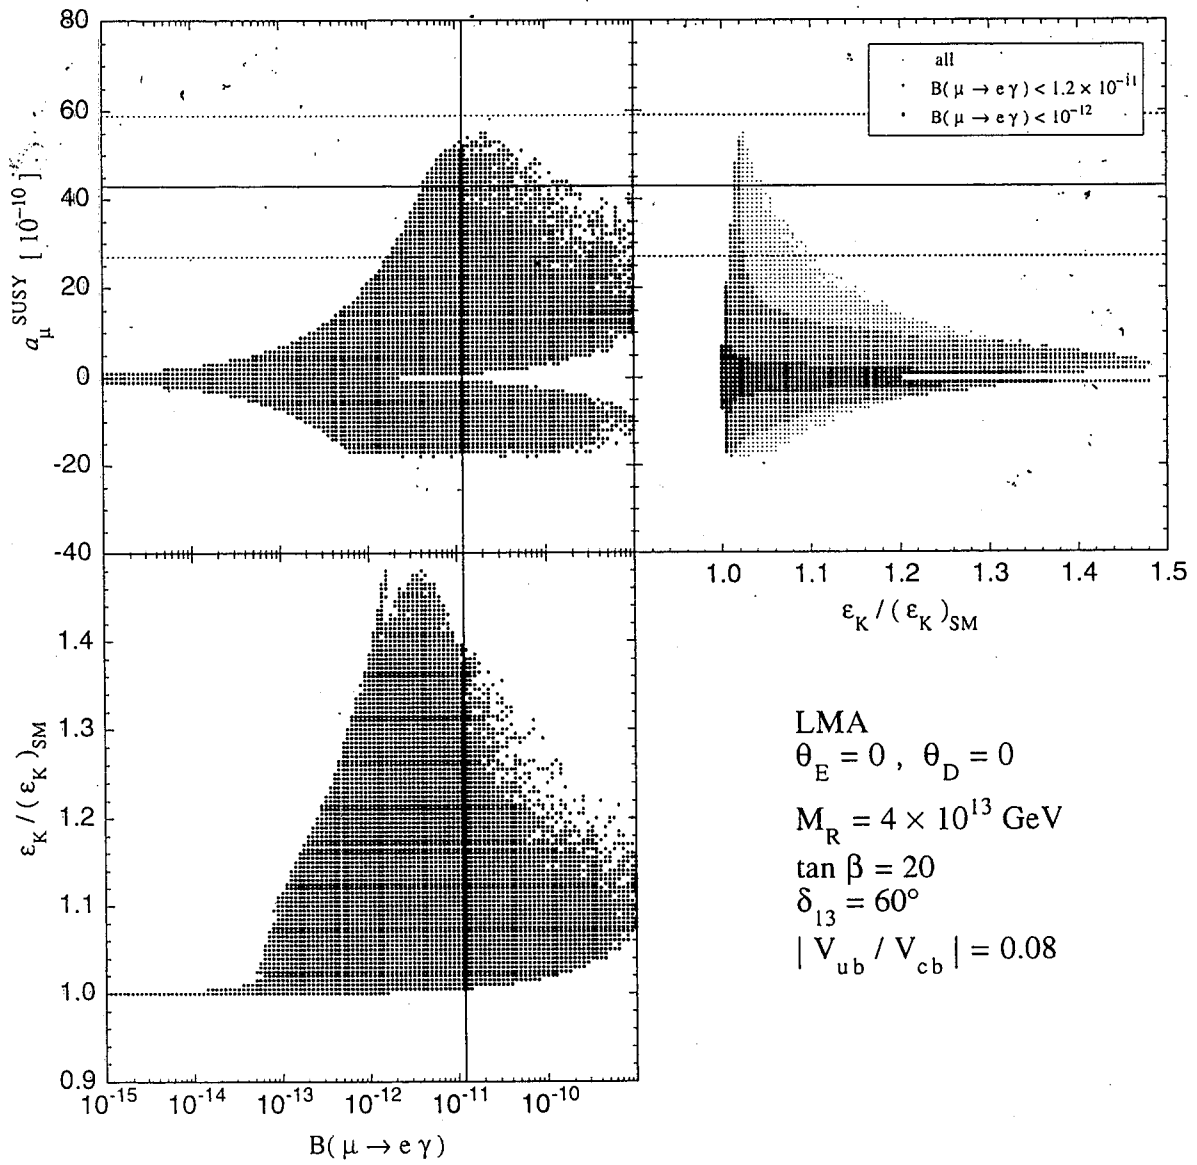 80
60
40
20
0
-20
-40
a_μ^SUSY [ 10^-10 ]
all
B( μ → e γ ) < 1.2 × 10^-11
B( μ → e γ ) < 10^-12
1.0 1.1 1.2 1.3 1.4 1.5
ε_K / ( ε_K )_SM
1.4
1.3
1.2
1.1
1.0
0.9
ε_K / ( ε_K )_SM
10^-15 10^-14 10^-13 10^-12 10^-11 10^-10
B( μ → e γ )
LMA
θ_E = 0 , θ_D = 0
M_R = 4 × 10^13 GeV
tan β = 20
δ_13 = 60°
| V_ub / V_cb | = 0.08